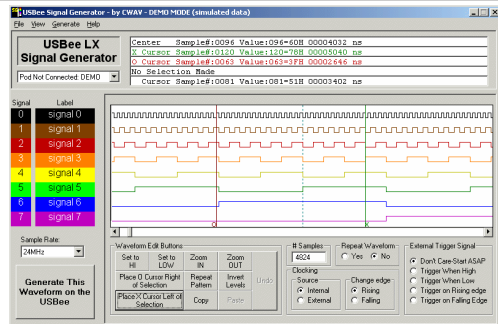 USBee Signal Generator - by CWAV - DEMO MODE (simulated data)
File View Generate Help
USBee LX
Signal Generator
Pod Not Connected: DEMO
Center Sample#:0096 Value:096=60H 00004032 ns
X Cursor Sample#:0120 Value:120=78H 00005040 ns
O Cursor Sample#:0063 Value:063=3FH 00002646 ns
No Selection Made
Cursor Sample#:0081 Value:081=51H 00003402 ns
Signal Label
0 signal 0
1 signal 1
2 signal 2
3 signal 3
4 signal 4
5 signal 5
6 signal 6
7 signal 7
O X
Sample Rate:
24MHz
Generate This
Waveform on the
USBee
Waveform Edit Buttons
Set to
HI
Set to
LOW
Zoom
IN
Zoom
OUT
Place O Cursor Right
of Selection
Repeat
Pattern
Invert
Levels
Undo
Place X Cursor Left of
Selection
Copy
Paste
# Samples
4824
Repeat Waveform
Yes No
Clocking
Source
Internal
External
Change edge
Rising
Falling
External Trigger Signal
Don't Care-Start ASAP
Trigger When High
Trigger When Low
Trigger on Rising edge
Trigger on Falling Edge